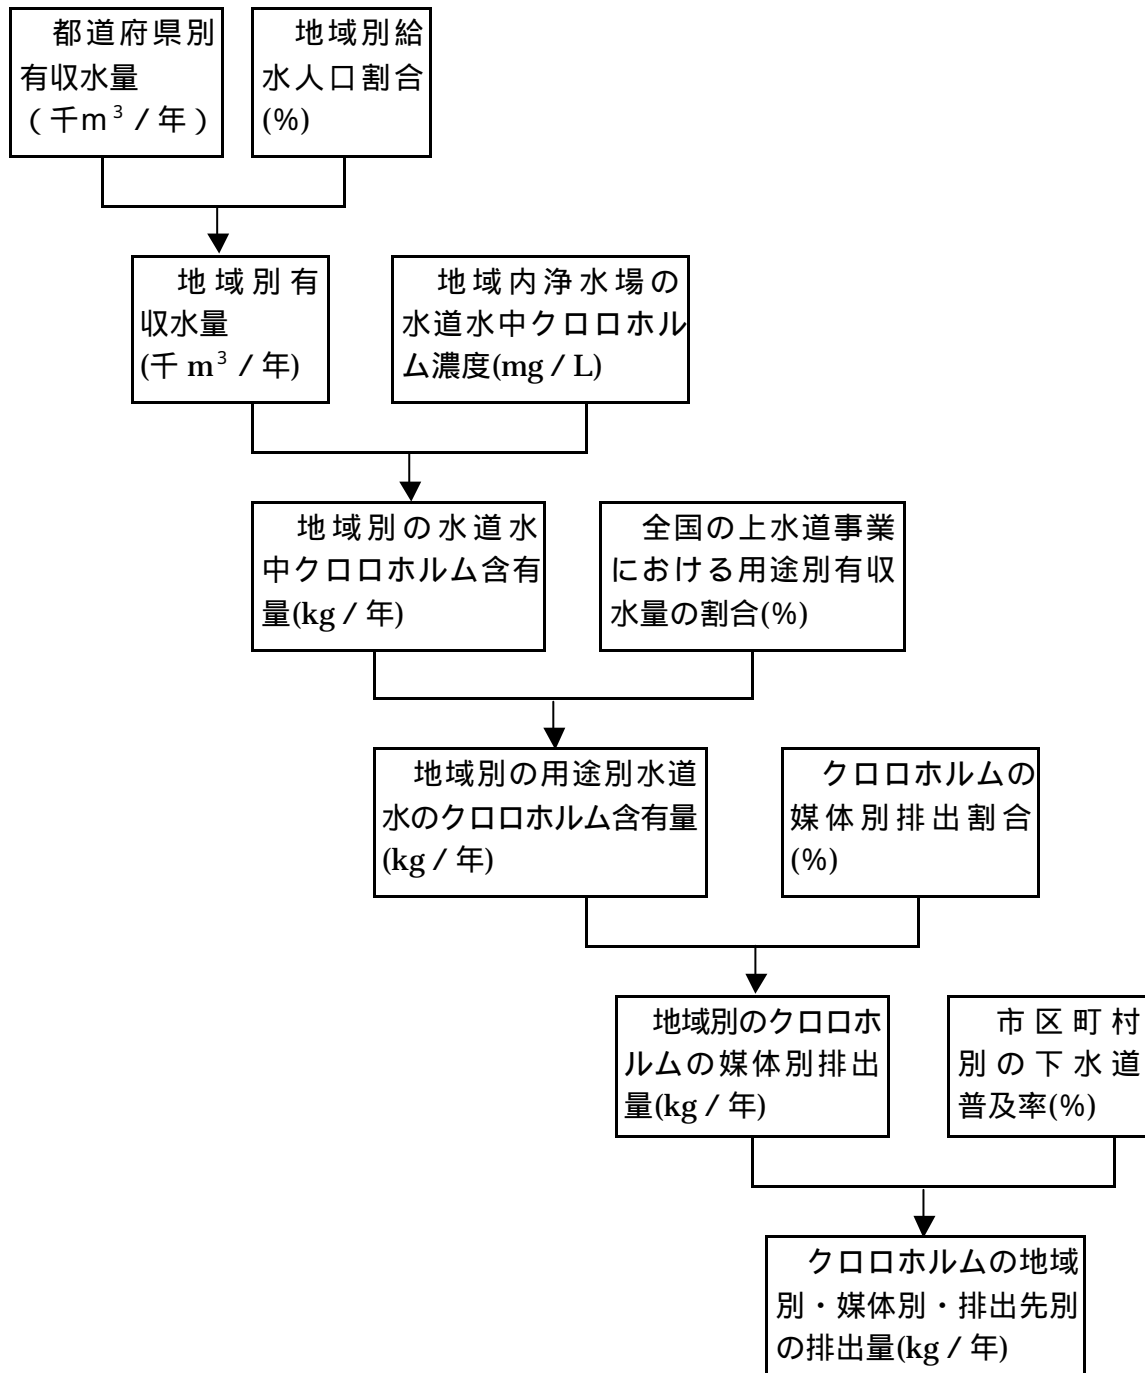 都道府県別
有収水量
(千m³/年)
地域別給
水人口割合
(%)
地域別有
収水量
(千 m³/年)
地域内浄水場の
水道水中クロロホル
ム濃度(mg/L)
地域別の水道水
中クロロホルム含有
量(kg/年)
全国の上水道事業
における用途別有収
水量の割合(%)
地域別の用途別水道
水のクロロホルム含有量
(kg/年)
クロロホルムの
媒体別排出割合
(%)
地域別のクロロホ
ルムの媒体別排出
量(kg/年)
市区町村
別の下水道
普及率(%)
クロロホルムの地域
別・媒体別・排出先別
の排出量(kg/年)